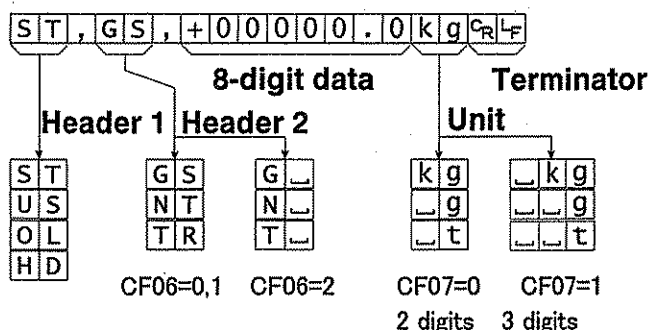 ST,GS,+00000.0kgCRLF
8-digit data Terminator
Header 1 Header 2 Unit
ST GS G␣ kg ␣kg
US NT N␣ ␣g ␣␣g
OL TR T␣ ␣t ␣␣t
HD
CF06=0,1 CF06=2 CF07=0 CF07=1
2 digits 3 digits